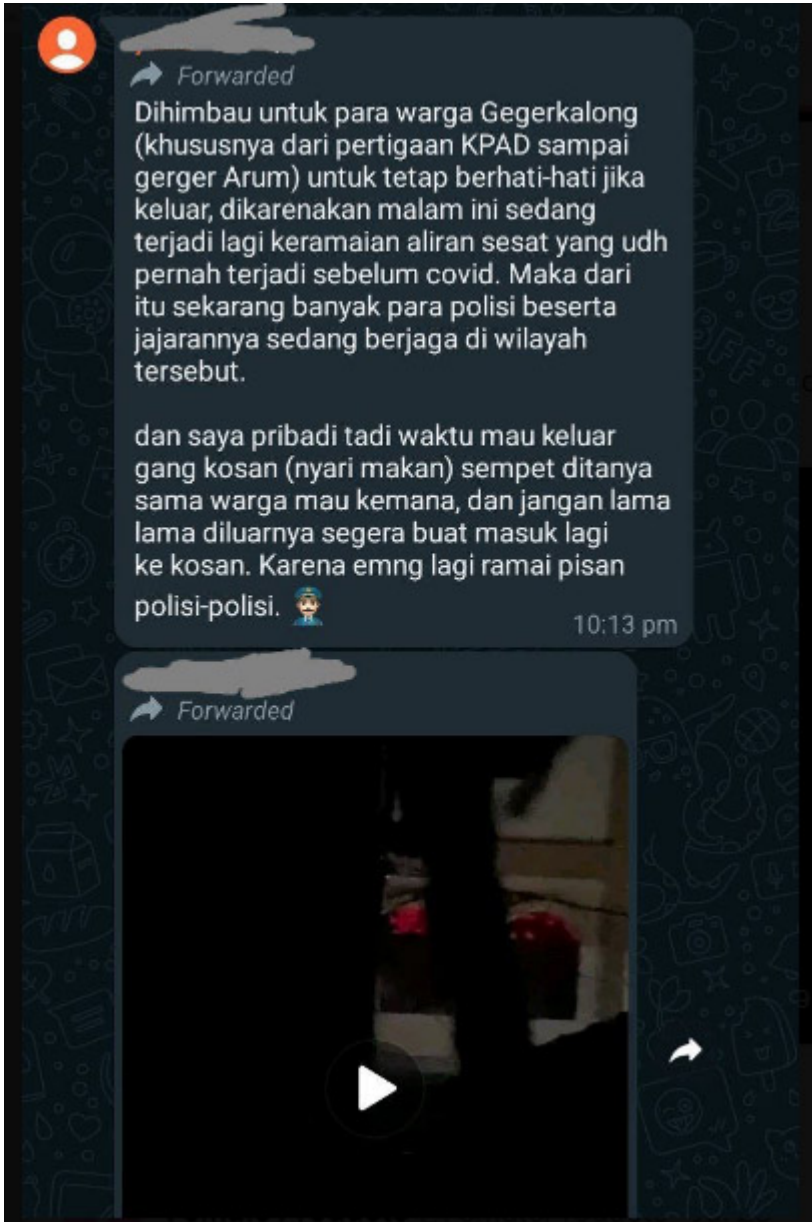 Forwarded
Dihimbau untuk para warga Gegerkalong
(khususnya dari pertigaan KPAD sampai
gerger Arum) untuk tetap berhati-hati jika
keluar, dikarenakan malam ini sedang
terjadi lagi keramaian aliran sesat yang udh
pernah terjadi sebelum covid. Maka dari
itu sekarang banyak para polisi beserta
jajarannya sedang berjaga di wilayah
tersebut.
dan saya pribadi tadi waktu mau keluar
gang kosan (nyari makan) sempet ditanya
sama warga mau kemana, dan jangan lama
lama diluarnya segera buat masuk lagi
ke kosan. Karena emng lagi ramai pisan
polisi-polisi. 👮🏻‍♂️
10:13 pm
Forwarded